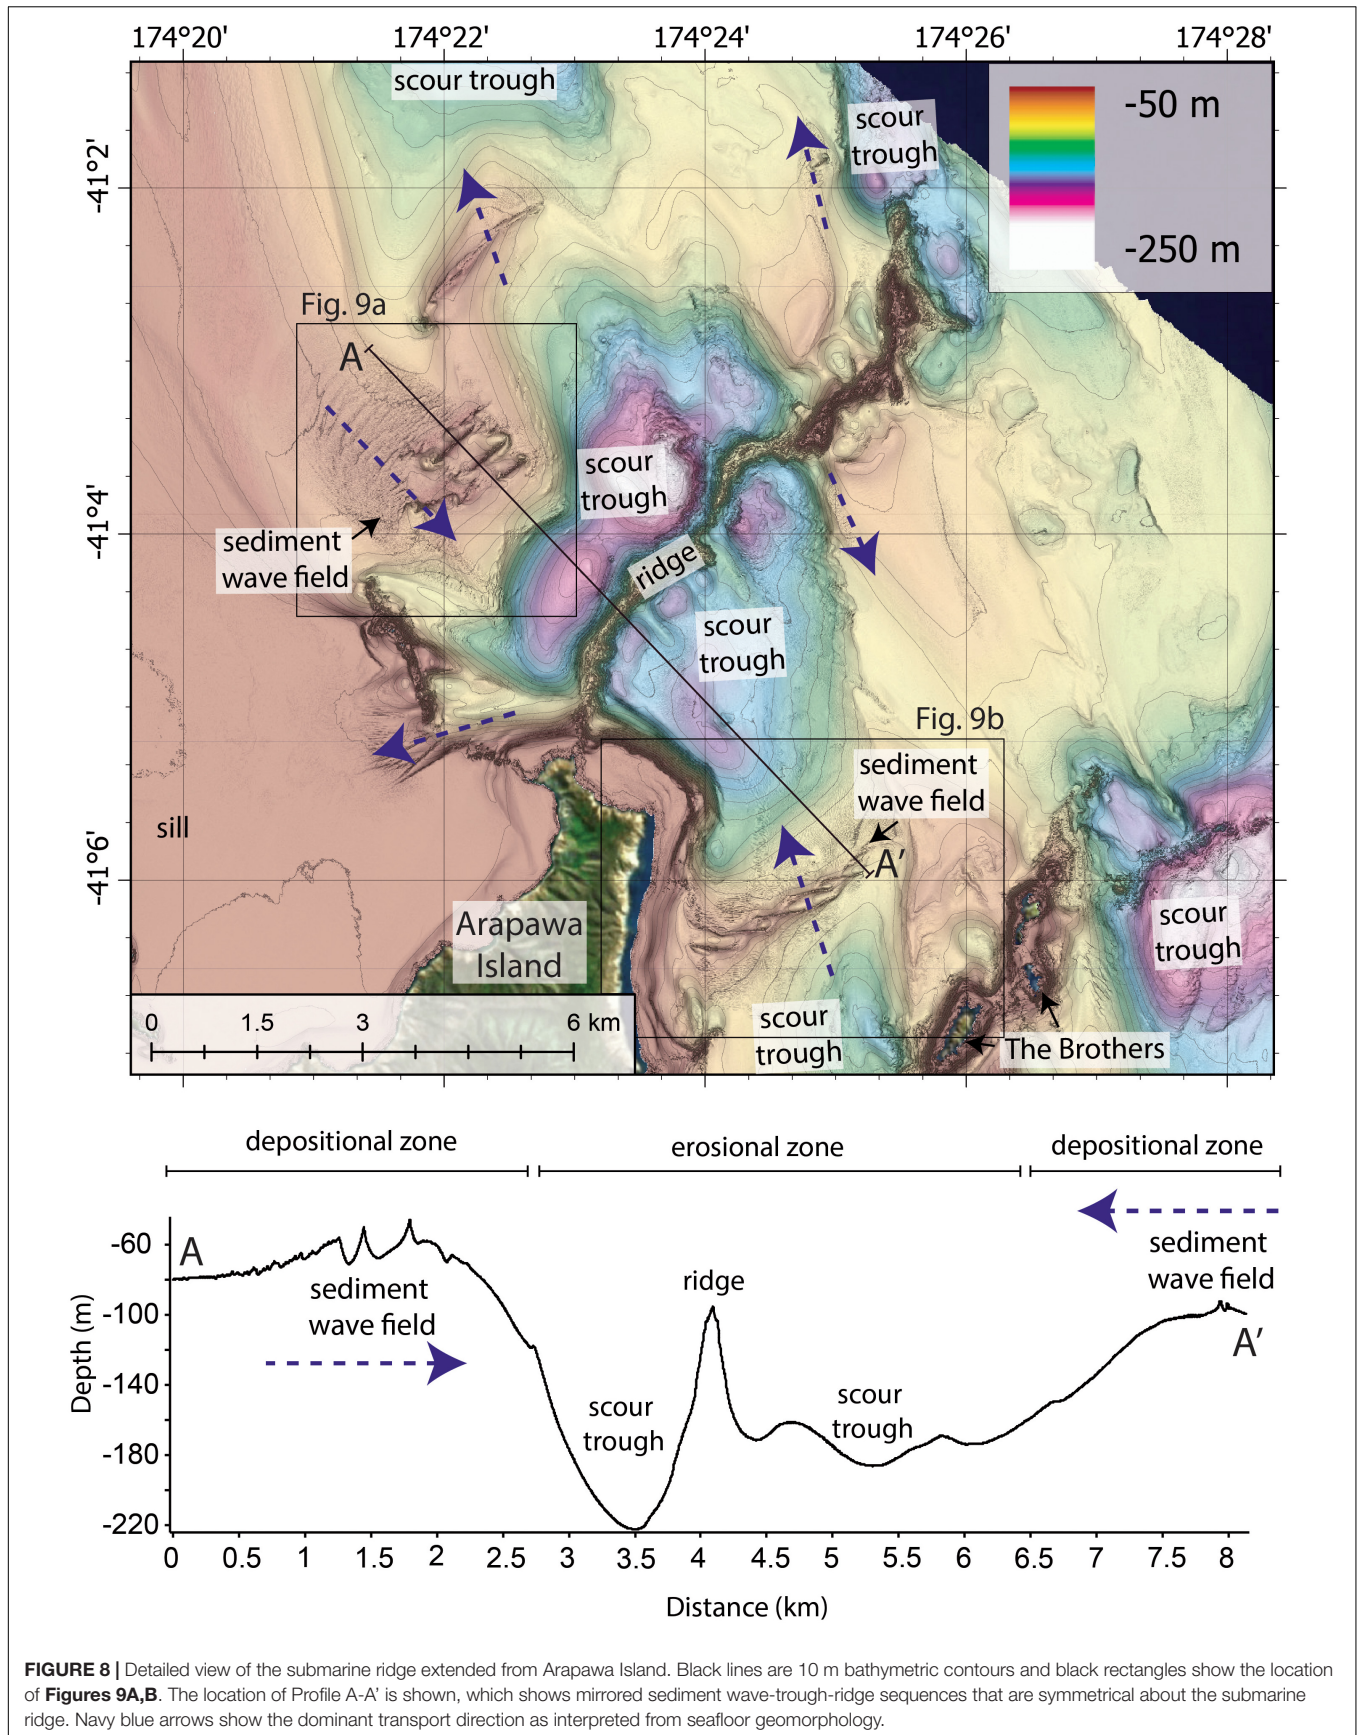 174°20' 174°22' 174°24' 174°26' 174°28'
-41°2'
-41°4'
-41°6'
scour trough
scour
trough
-50 m
-250 m
Fig. 9a
A
scour
trough
sediment
wave field
ridge
scour
trough
Fig. 9b
sediment
wave field
A'
sill
Arapawa
Island
scour
trough
scour
trough
The Brothers
0 1.5 3 6 km
depositional zone
erosional zone
depositional zone
A
sediment
wave field
ridge
sediment
wave field
A'
scour
trough
scour
trough
Depth (m)
-60
-100
-140
-180
-220
0 0.5 1 1.5 2 2.5 3 3.5 4 4.5 5 5.5 6 6.5 7 7.5 8
Distance (km)
FIGURE 8 | Detailed view of the submarine ridge extended from Arapawa Island. Black lines are 10 m bathymetric contours and black rectangles show the location
of Figures 9A,B. The location of Profile A-A' is shown, which shows mirrored sediment wave-trough-ridge sequences that are symmetrical about the submarine
ridge. Navy blue arrows show the dominant transport direction as interpreted from seafloor geomorphology.